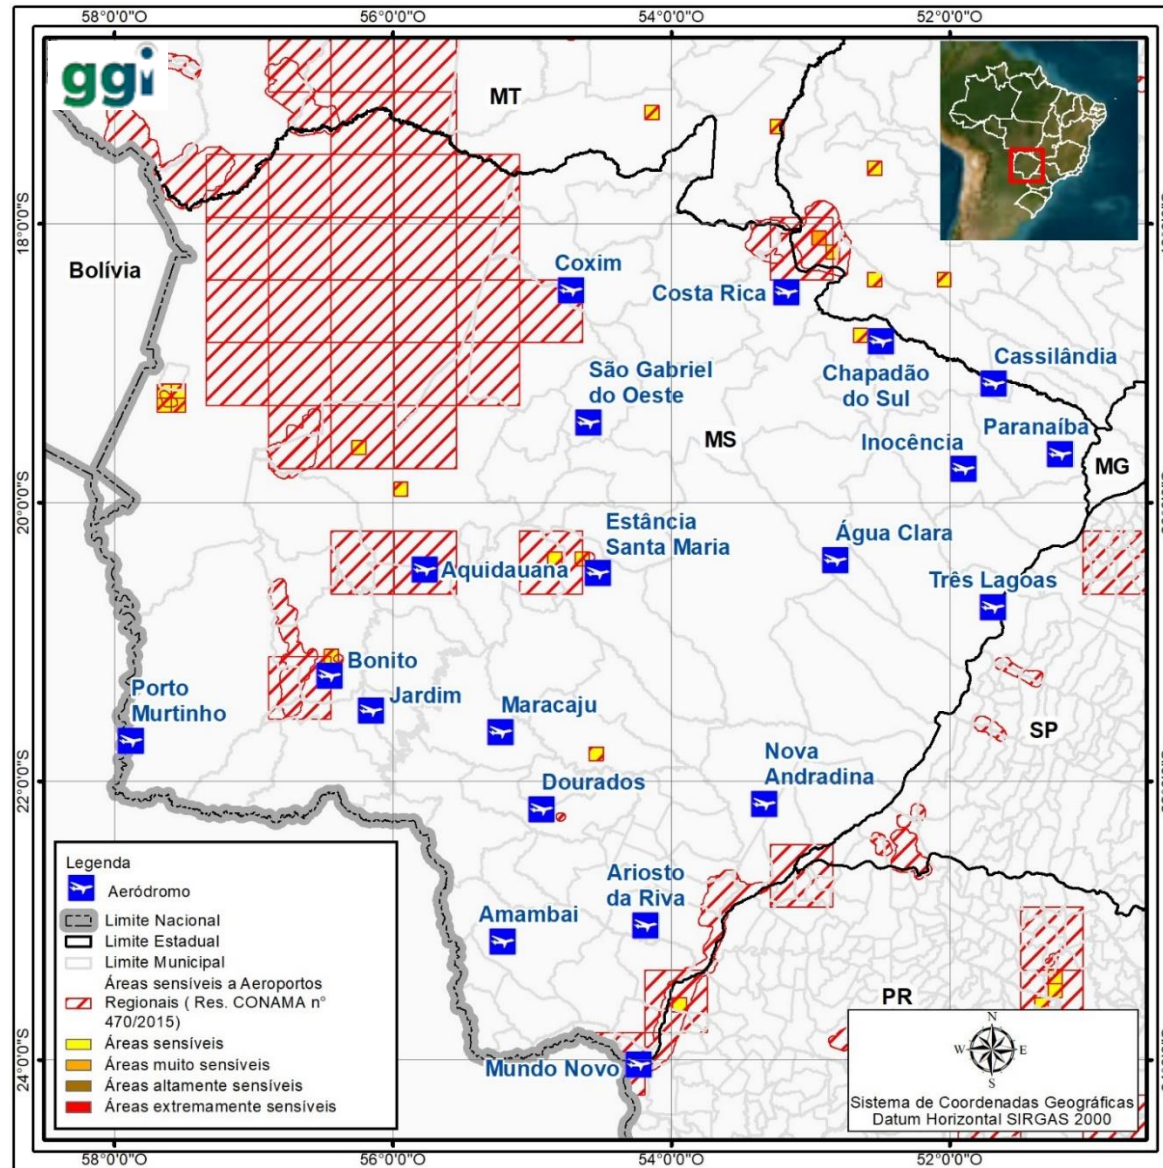 58°0'0"O 56°0'0"O 54°0'0"O 52°0'0"O
ggi
MT
18°0'0"S
Bolívia
Coxim
Costa Rica
São Gabriel
do Oeste
Chapadão
do Sul
Cassilândia
MS
Inocência
Paranaíba
MG
20°0'0"S
Estância
Santa Maria
Água Clara
Aquidauana
Três Lagoas
Bonito
Jardim
Porto
Murtinho
Maracaju
SP
Nova
Andradina
22°0'0"S
Dourados
Ariosto
da Riva
Amambai
PR
24°0'0"S
Mundo Novo
Legenda
Aeródromo
Limite Nacional
Limite Estadual
Limite Municipal
Áreas sensíveis a Aeroportos
Regionais ( Res. CONAMA n°
470/2015)
Áreas sensíveis
Áreas muito sensíveis
Áreas altamente sensíveis
Áreas extremamente sensíveis
N
W E
S
Sistema de Coordenadas Geográficas
Datum Horizontal SIRGAS 2000
58°0'0"O 56°0'0"O 54°0'0"O 52°0'0"O